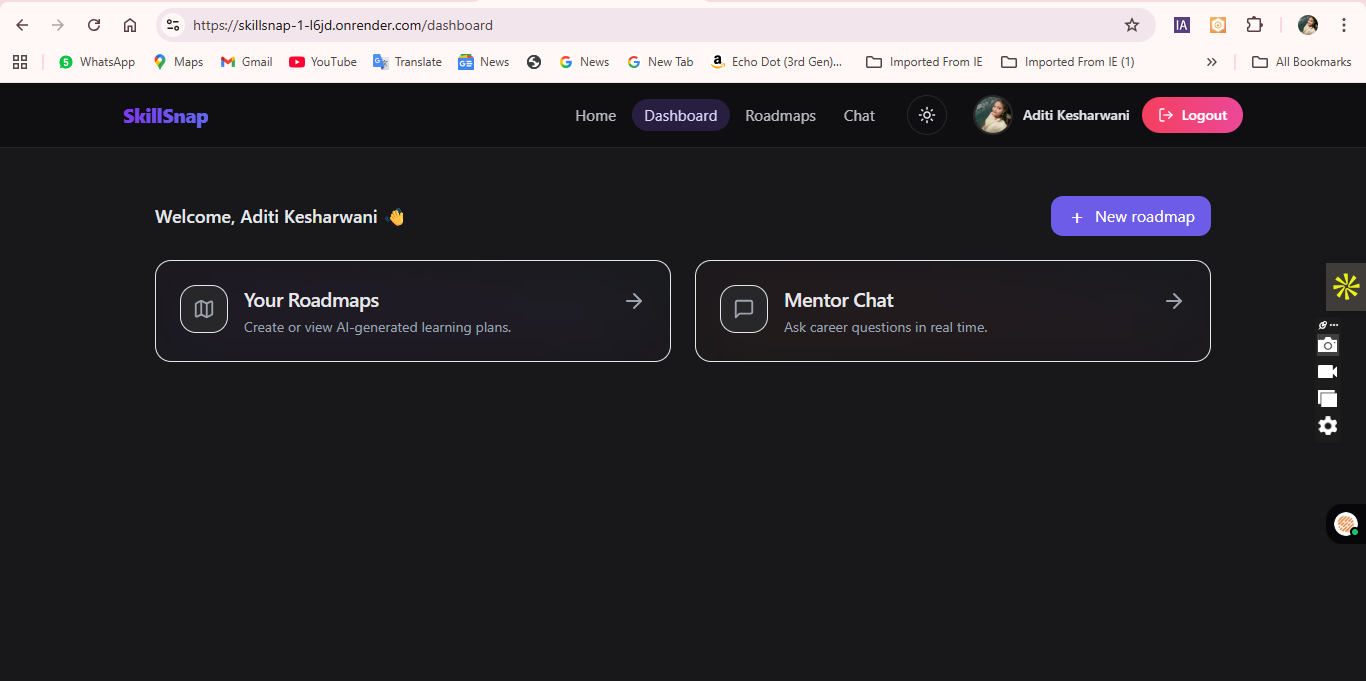 https://skillsnap-1-l6jd.onrender.com/dashboard
IA
5 WhatsApp Maps Gmail YouTube Translate News News New Tab Echo Dot (3rd Gen)... Imported From IE Imported From IE (1) » All Bookmarks
SkillSnap Home Dashboard Roadmaps Chat Aditi Kesharwani Logout
Welcome, Aditi Kesharwani 👋 + New roadmap
Your Roadmaps
Create or view AI-generated learning plans.
Mentor Chat
Ask career questions in real time.